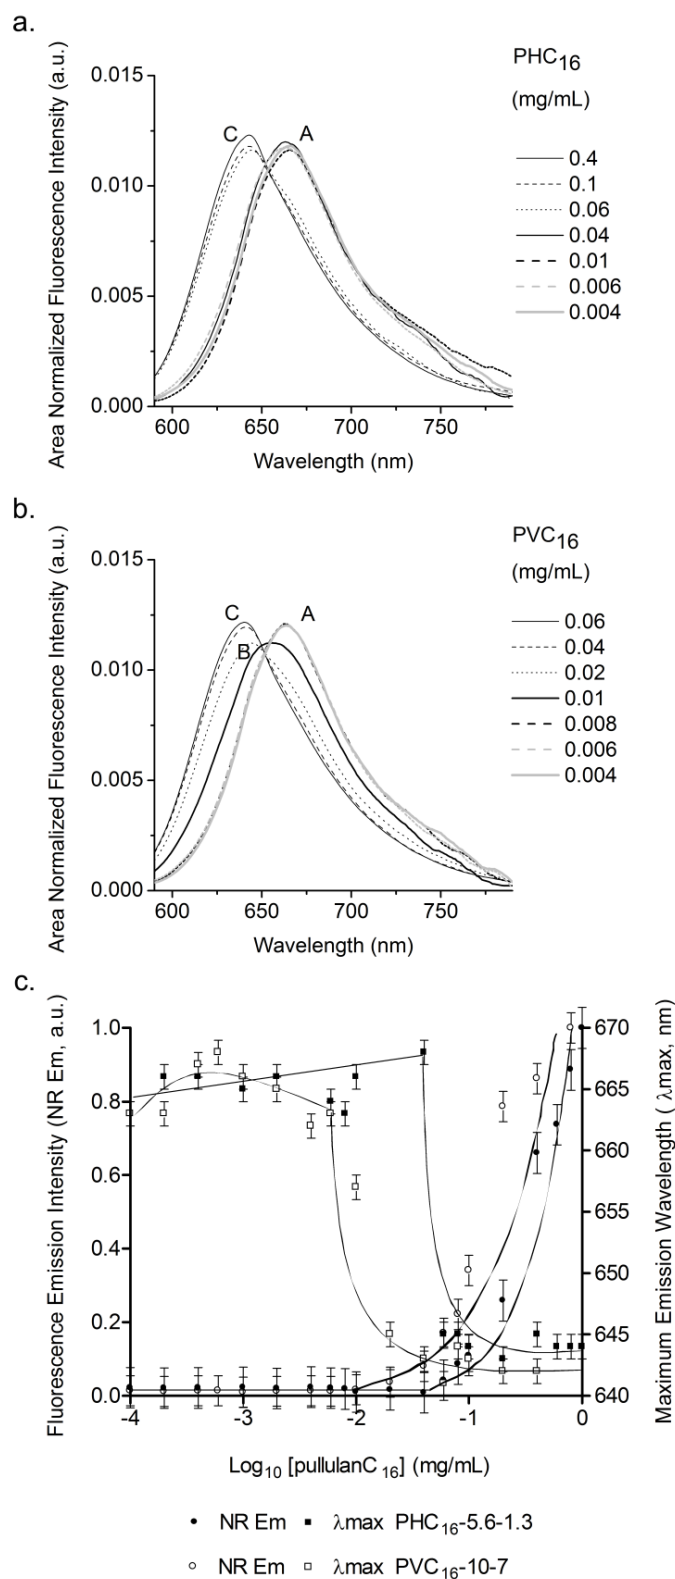 a.
Area Normalized Fluorescence Intensity (a.u.)
0.015
0.010
0.005
0.000
C
A
600
650
700
750
Wavelength (nm)
PHC16
(mg/mL)
0.4
0.1
0.06
0.04
0.01
0.006
0.004
b.
Area Normalized Fluorescence Intensity (a.u.)
0.015
0.010
0.005
0.000
C
A
B
600
650
700
750
Wavelength (nm)
PVC16
(mg/mL)
0.06
0.04
0.02
0.01
0.008
0.006
0.004
c.
Fluorescence Emission Intensity (NR Em, a.u.)
1.0
0.8
0.6
0.4
0.2
0.0
-4
-3
-2
-1
0
Log10 [pullulanC16] (mg/mL)
670
665
660
655
650
645
640
Maximum Emission Wavelength ( λmax, nm)
NR Em λmax PHC16-5.6-1.3
NR Em λmax PVC16-10-7